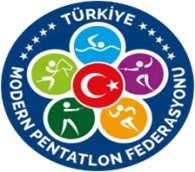 TÜRKİYE
MODERN PENTATLON FEDERASYONU